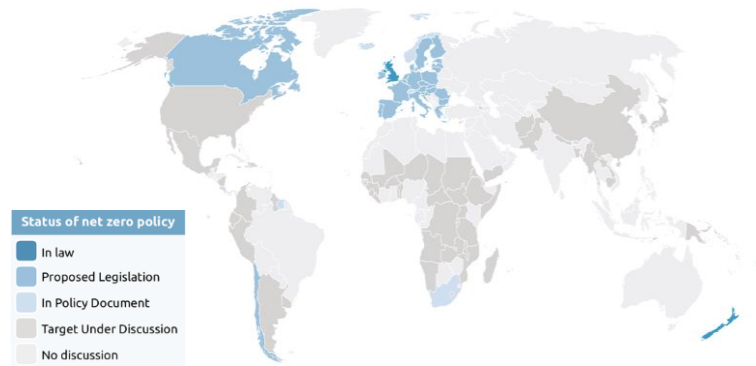 Status of net zero policy
In law
Proposed Legislation
In Policy Document
Target Under Discussion
No discussion